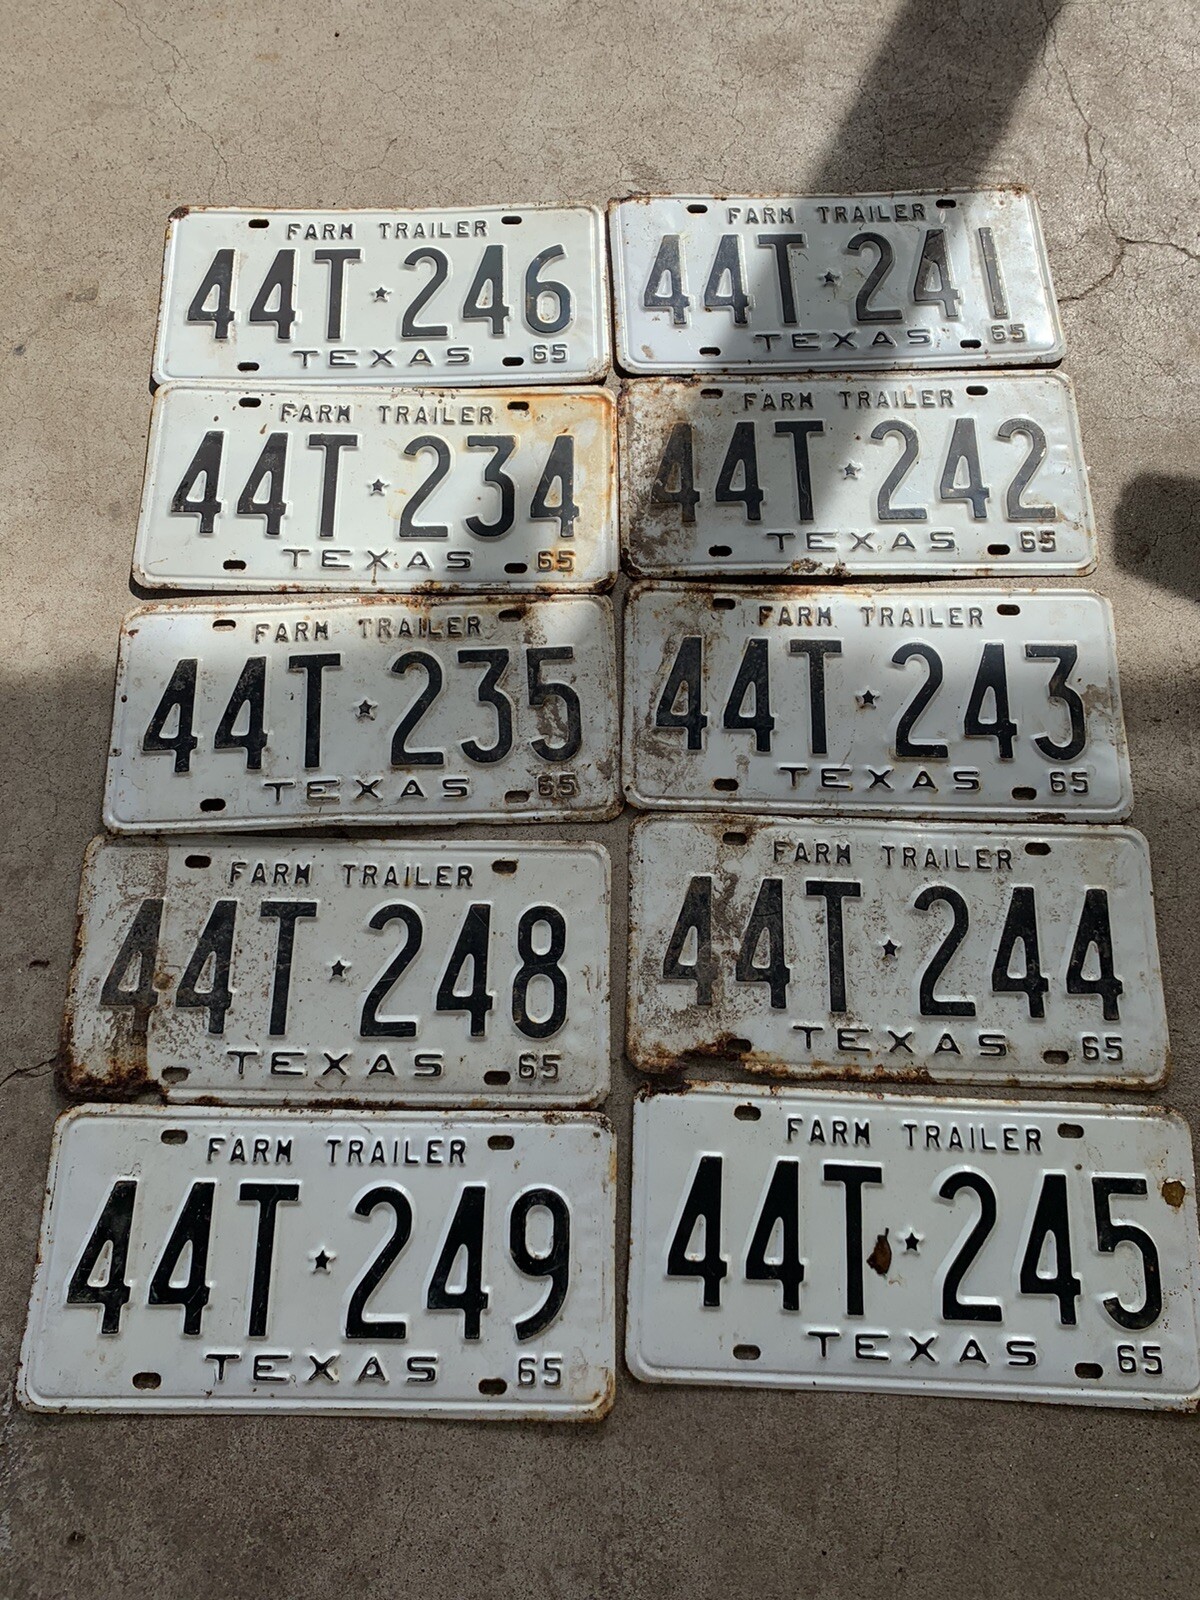 FARM TRAILER
44T★246
TEXAS 65
FARM TRAILER
44T★241
TEXAS 65
FARM TRAILER
44T★234
TEXAS 65
FARM TRAILER
44T★242
TEXAS 65
FARM TRAILER
44T★235
TEXAS 65
FARM TRAILER
44T★243
TEXAS 65
FARM TRAILER
44T★248
TEXAS 65
FARM TRAILER
44T★244
TEXAS 65
FARM TRAILER
44T★249
TEXAS 65
FARM TRAILER
44T★245
TEXAS 65